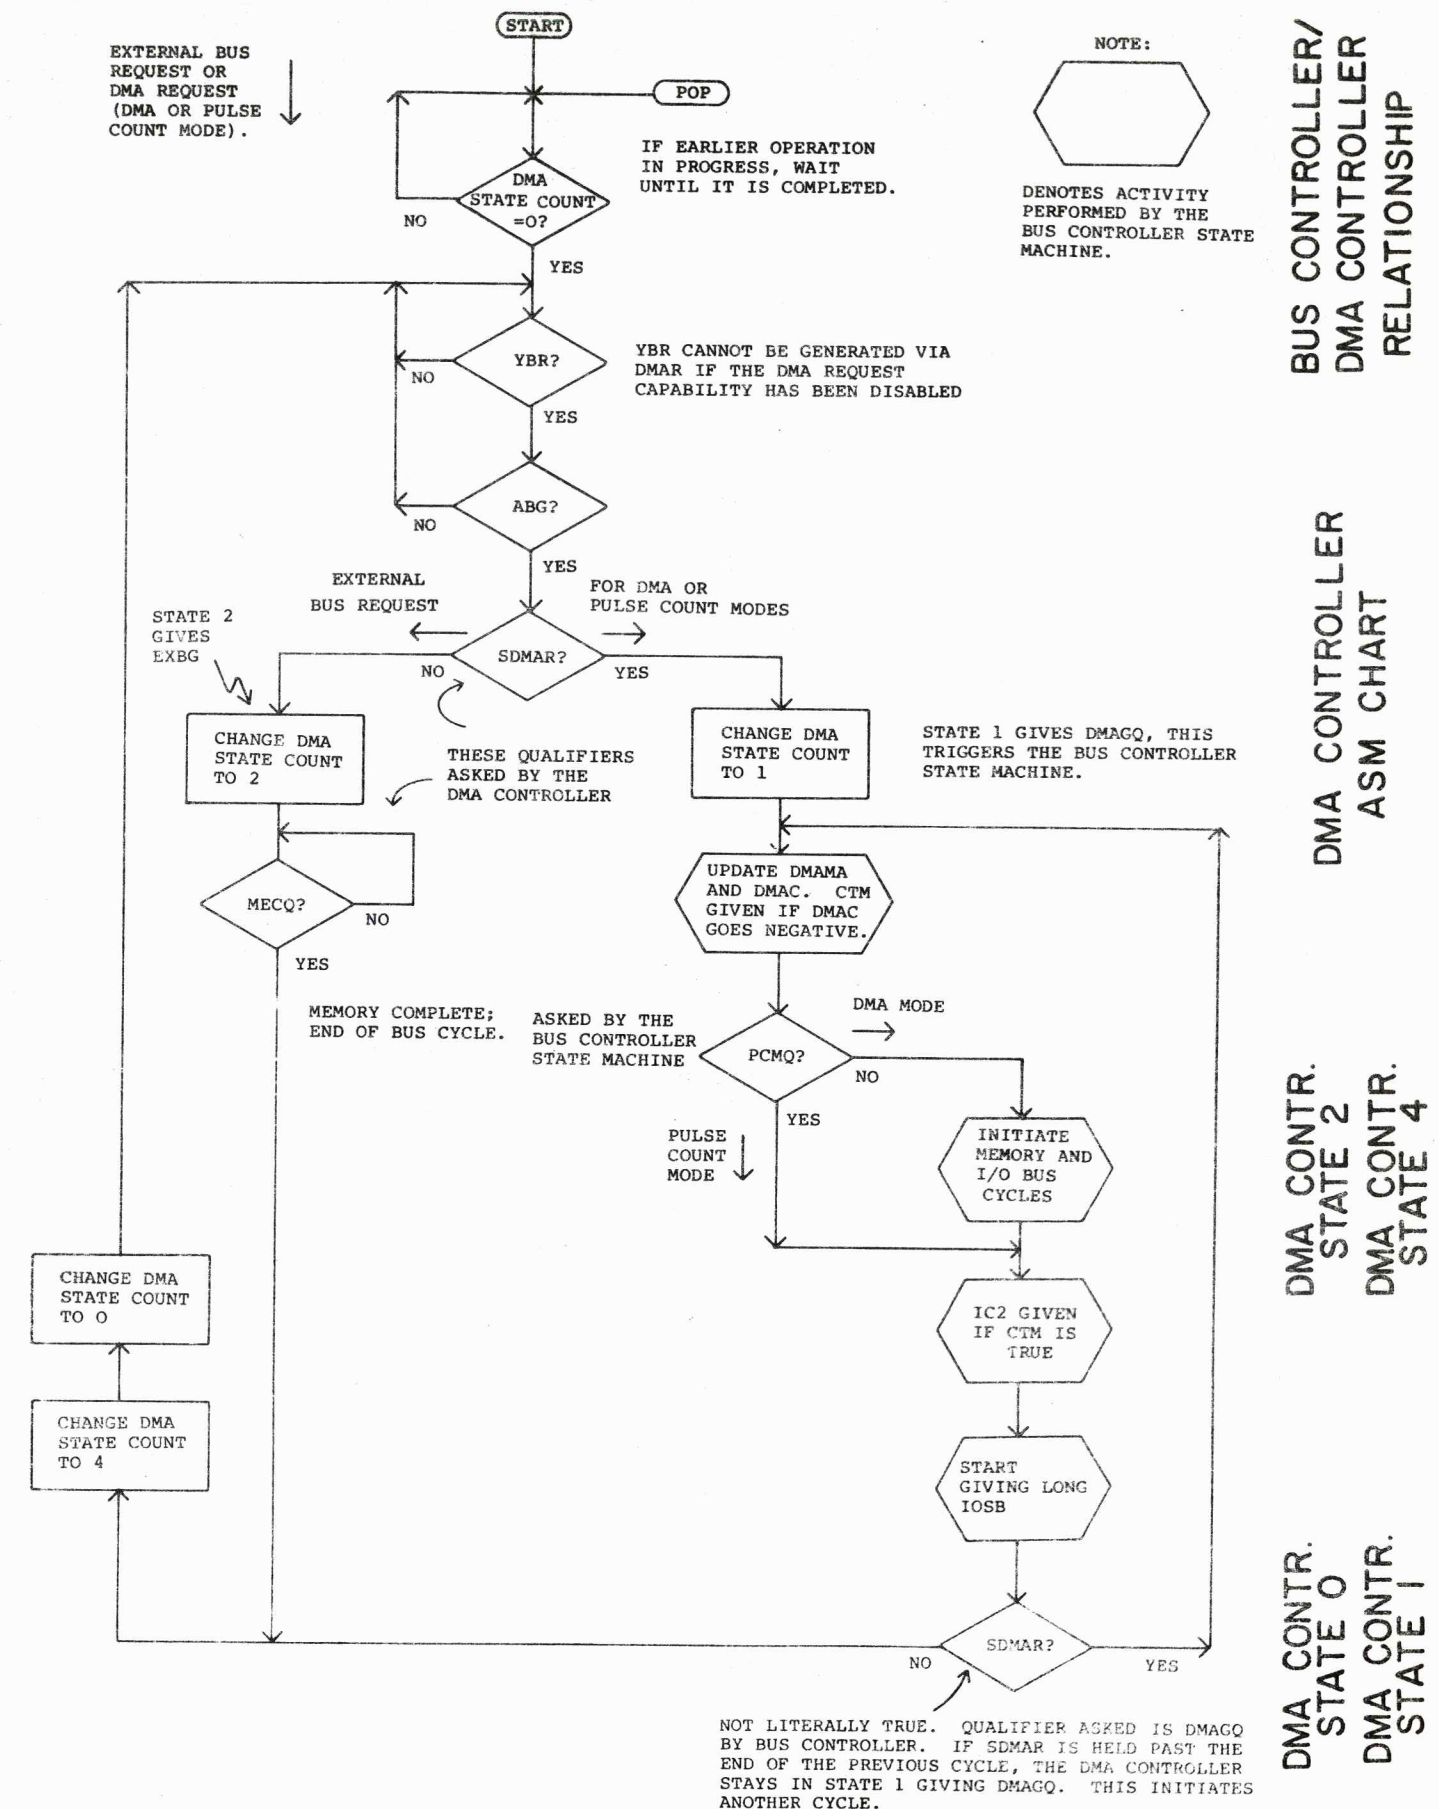 START
EXTERNAL BUS
REQUEST OR
DMA REQUEST
(DMA OR PULSE
COUNT MODE).
POP
NOTE:
IF EARLIER OPERATION
IN PROGRESS, WAIT
UNTIL IT IS COMPLETED.
DENOTES ACTIVITY
PERFORMED BY THE
BUS CONTROLLER STATE
MACHINE.
DMA
STATE COUNT
=0?
NO
YES
YBR?
NO
YES
YBR CANNOT BE GENERATED VIA
DMAR IF THE DMA REQUEST
CAPABILITY HAS BEEN DISABLED
ABG?
NO
YES
EXTERNAL
BUS REQUEST
FOR DMA OR
PULSE COUNT MODES
STATE 2
GIVES
EXBG
SDMAR?
NO
YES
CHANGE DMA
STATE COUNT
TO 2
THESE QUALIFIERS
ASKED BY THE
DMA CONTROLLER
CHANGE DMA
STATE COUNT
TO 1
STATE 1 GIVES DMAGQ, THIS
TRIGGERS THE BUS CONTROLLER
STATE MACHINE.
MECQ?
NO
YES
UPDATE DMAMA
AND DMAC. CTM
GIVEN IF DMAC
GOES NEGATIVE.
MEMORY COMPLETE;
END OF BUS CYCLE.
ASKED BY THE
BUS CONTROLLER
STATE MACHINE
DMA MODE
PCMQ?
NO
YES
PULSE
COUNT
MODE
INITIATE
MEMORY AND
I/O BUS
CYCLES
CHANGE DMA
STATE COUNT
TO 0
IC2 GIVEN
IF CTM IS
TRUE
CHANGE DMA
STATE COUNT
TO 4
START
GIVING LONG
IOSB
SDMAR?
NO
YES
NOT LITERALLY TRUE. QUALIFIER ASKED IS DMAGQ
BY BUS CONTROLLER. IF SDMAR IS HELD PAST THE
END OF THE PREVIOUS CYCLE, THE DMA CONTROLLER
STAYS IN STATE 1 GIVING DMAGQ. THIS INITIATES
ANOTHER CYCLE.
BUS CONTROLLER/
DMA CONTROLLER
RELATIONSHIP
DMA CONTROLLER
ASM CHART
DMA CONTR.
STATE 2
DMA CONTR.
STATE 4
DMA CONTR.
STATE 0
DMA CONTR.
STATE 1